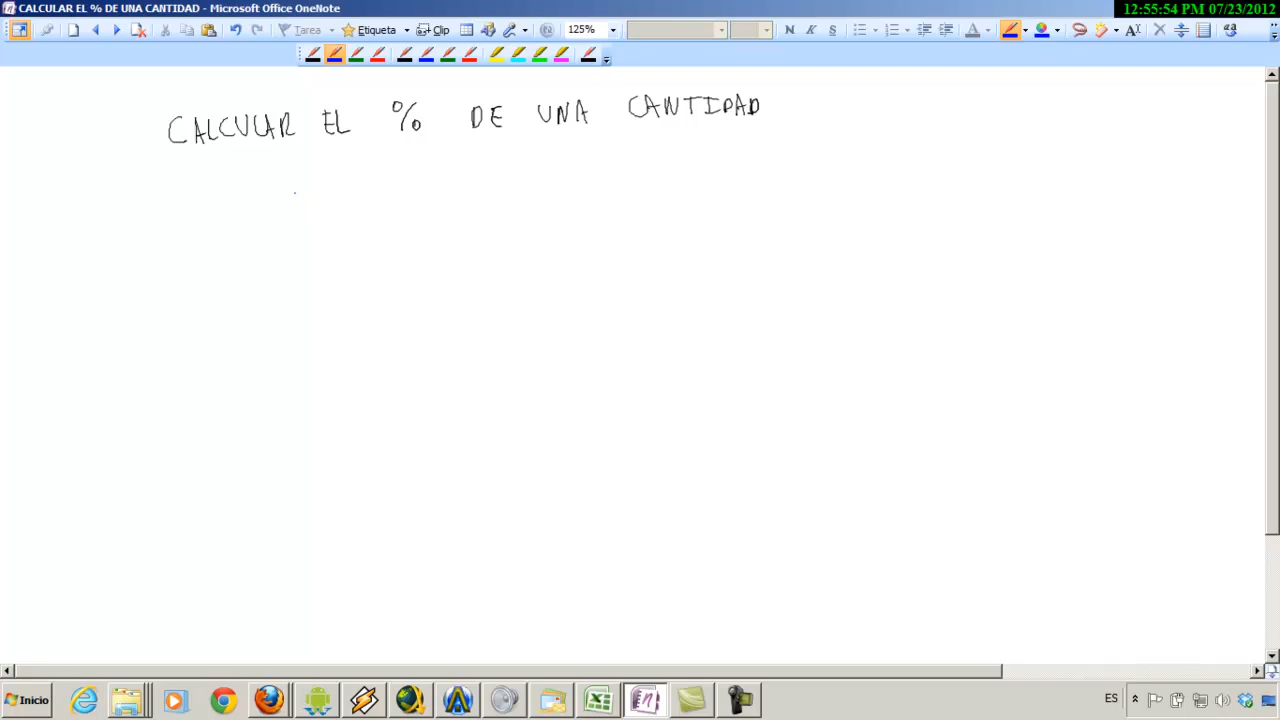 CALCULAR EL % DE UNA CANTIDAD - Microsoft Office OneNote
12:55:54 PM 07/23/2012
Tarea Etiqueta Clip 125% N K S
CALCULAR EL % DE UNA CANTIDAD
Inicio
ES